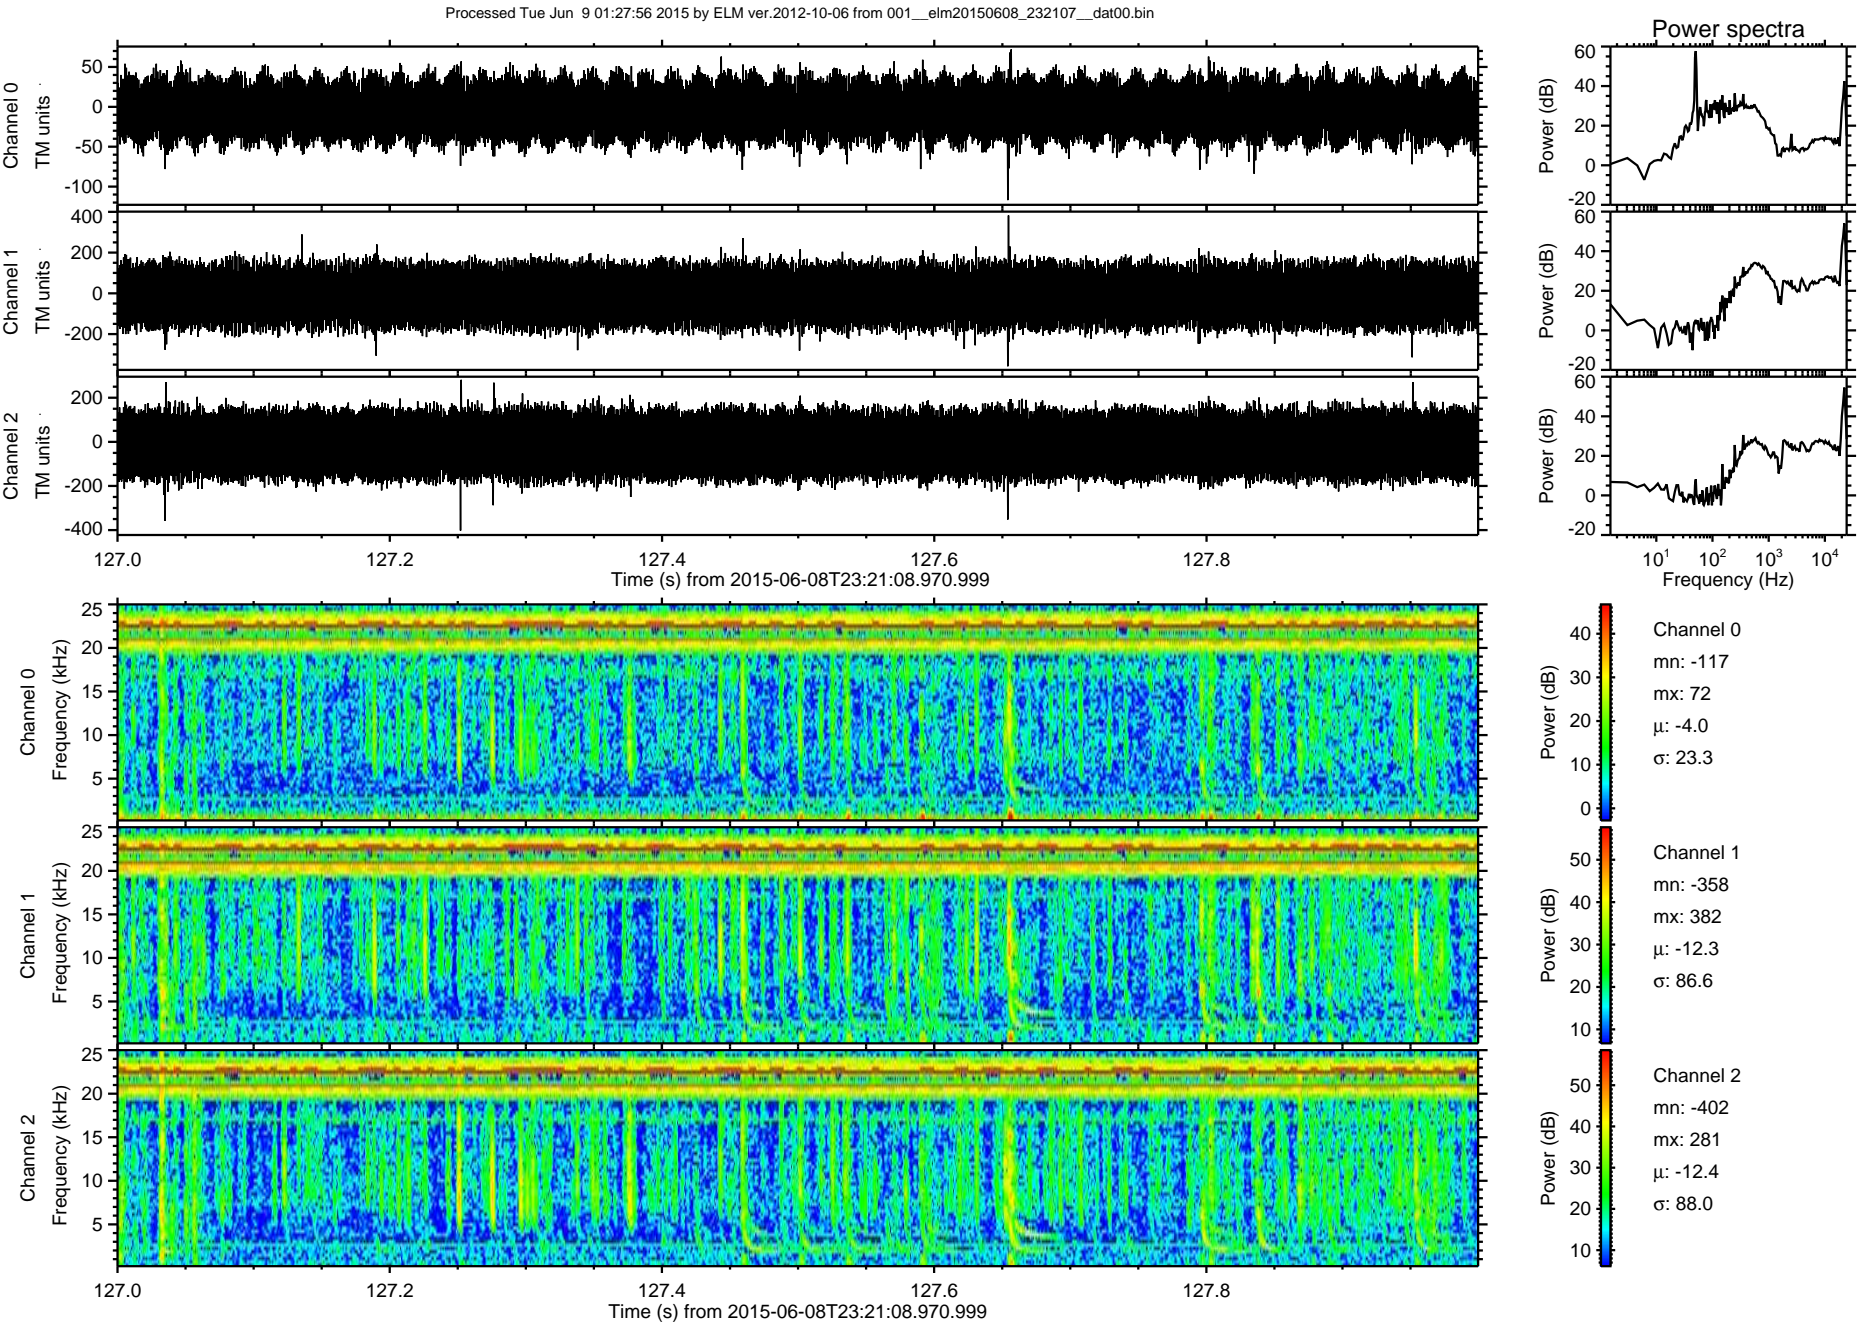 Processed Tue Jun  9 01:27:56 2015 by ELM ver.2012-10-06 from 001__elm20150608_232107__dat00.bin
Power spectra
Channel 0
TM units
50
0
-50
-100
Power (dB)
60
40
20
0
-20
Channel 1
TM units
400
200
0
-200
Power (dB)
60
40
20
0
-20
Channel 2
TM units
200
0
-200
-400
Power (dB)
60
40
20
0
-20
127.0
127.2
127.4
127.6
127.8
Time (s) from 2015-06-08T23:21:08.970.999
10^1
10^2
10^3
10^4
Frequency (Hz)
Channel 0
Frequency (kHz)
25
20
15
10
5
Power (dB)
40
30
20
10
0
Channel 0
mn: -117
mx: 72
μ: -4.0
σ: 23.3
Channel 1
Frequency (kHz)
25
20
15
10
5
Power (dB)
50
40
30
20
10
Channel 1
mn: -358
mx: 382
μ: -12.3
σ: 86.6
Channel 2
Frequency (kHz)
25
20
15
10
5
Power (dB)
50
40
30
20
10
Channel 2
mn: -402
mx: 281
μ: -12.4
σ: 88.0
127.0
127.2
127.4
127.6
127.8
Time (s) from 2015-06-08T23:21:08.970.999